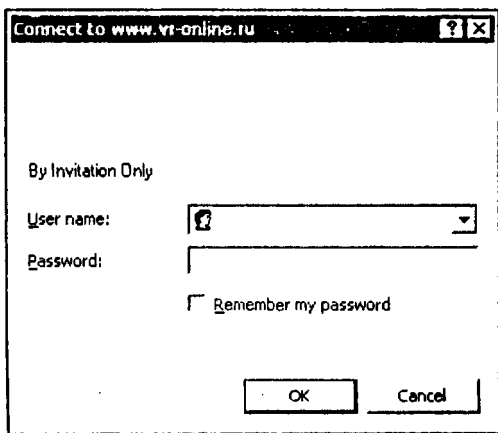 Connect to www.vr-online.ru
By Invitation Only
User name:
Password:
Remember my password
OK Cancel